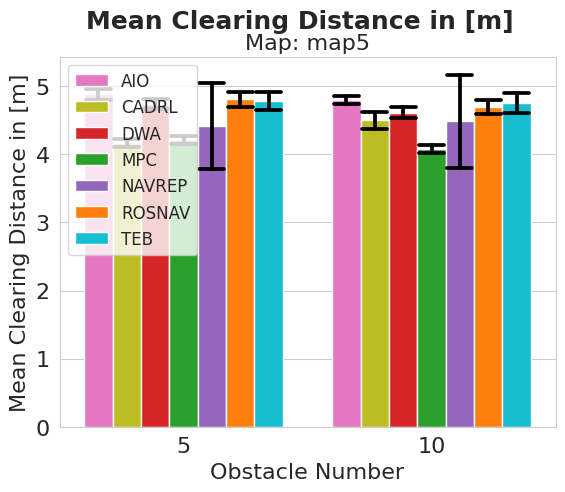 Mean Clearing Distance in [m]
Map: map5
Mean Clearing Distance in [m]
5
4
3
2
1
0
AIO
CADRL
DWA
MPC
NAVREP
ROSNAV
TEB
5 10
Obstacle Number